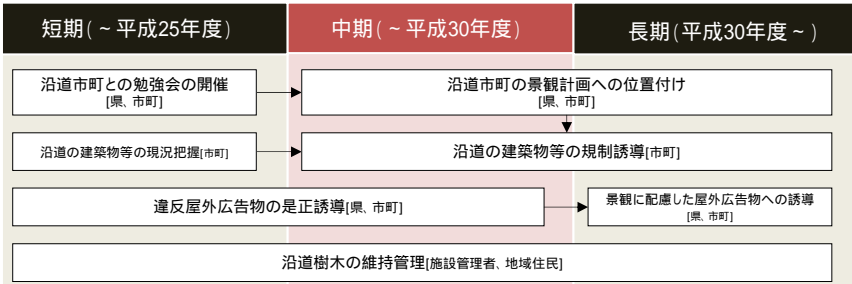 短期(~平成25年度)
中期(~平成30年度)
長期(平成30年度~)
沿道市町との勉強会の開催
[県、市町]
沿道市町の景観計画への位置付け
[県、市町]
沿道の建築物等の現況把握[市町]
沿道の建築物等の規制誘導[市町]
違反屋外広告物の是正誘導[県、市町]
景観に配慮した屋外広告物への誘導
[県、市町]
沿道樹木の維持管理[施設管理者、地域住民]